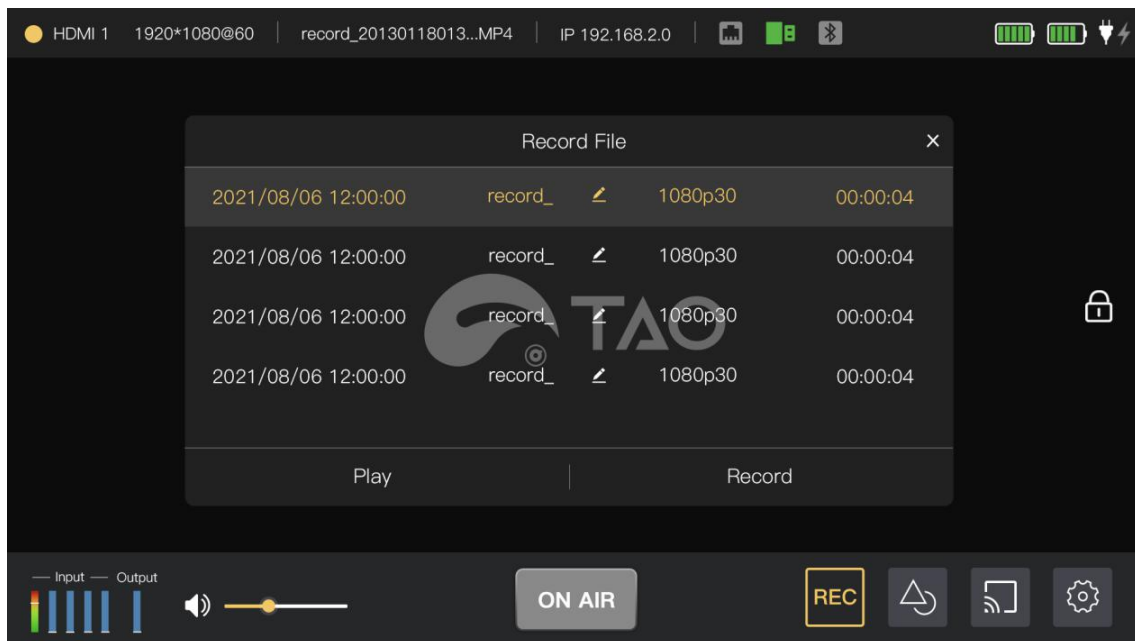 HDMI 1 1920*1080@60 record_20130118013...MP4 IP 192.168.2.0
Record File
2021/08/06 12:00:00 record_ 1080p30 00:00:04
2021/08/06 12:00:00 record_ 1080p30 00:00:04
2021/08/06 12:00:00 record_ 1080p30 00:00:04
TAO
2021/08/06 12:00:00 record_ 1080p30 00:00:04
Play Record
Input Output
ON AIR
REC